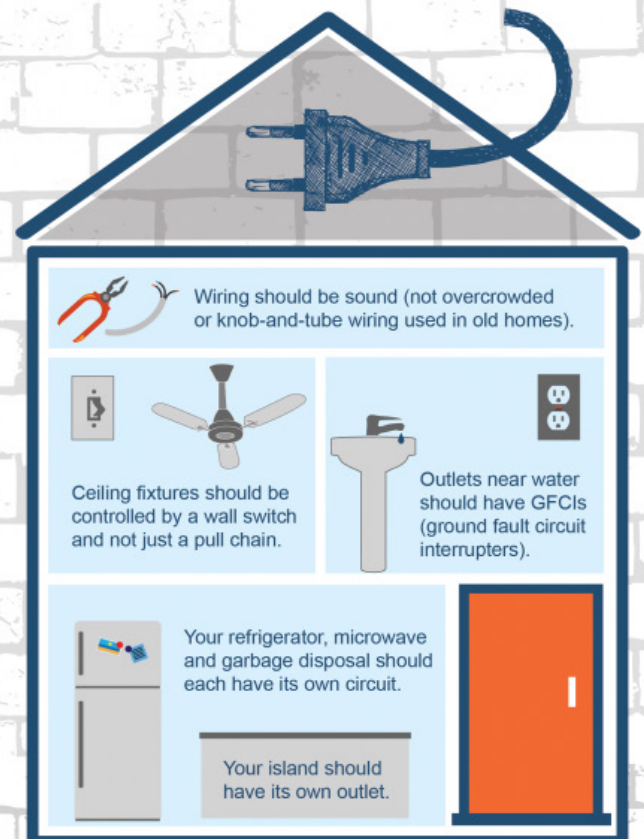 Wiring should be sound (not overcrowded
or knob-and-tube wiring used in old homes).
Ceiling fixtures should be
controlled by a wall switch
and not just a pull chain.
Outlets near water
should have GFCIs
(ground fault circuit
interrupters).
Your refrigerator, microwave
and garbage disposal should
each have its own circuit.
Your island should
have its own outlet.